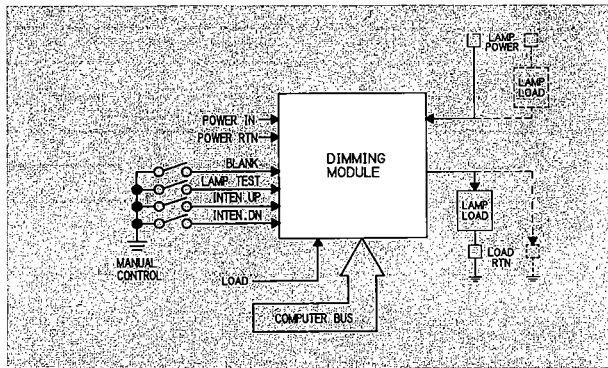 LAMP
POWER
LAMP
LOAD
POWER IN
POWER RTN
BLANK
LAMP TEST
INTEN.UP
INTEN.DN
DIMMING
MODULE
LAMP
LOAD
LOAD
RTN
MANUAL
CONTROL
LOAD
COMPUTER BUS